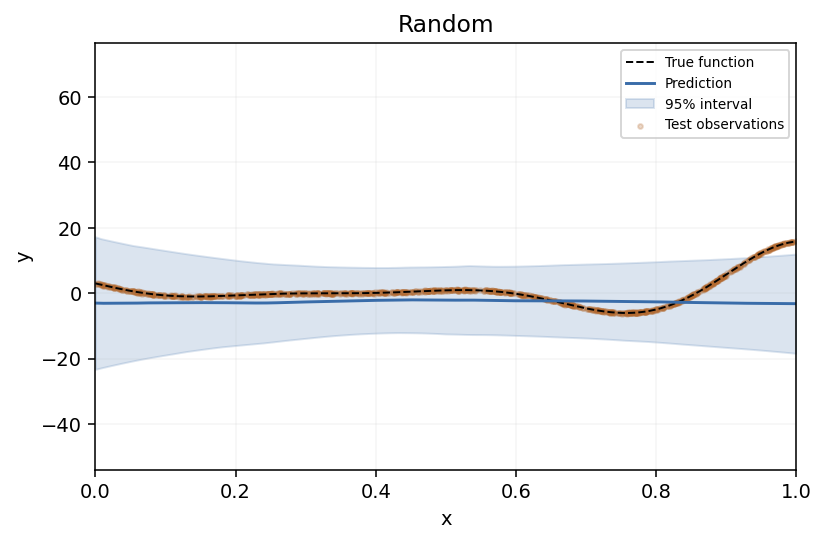 Random
True function
Prediction
95% interval
Test observations
60
40
20
0
−20
−40
y
0.0 0.2 0.4 0.6 0.8 1.0
x